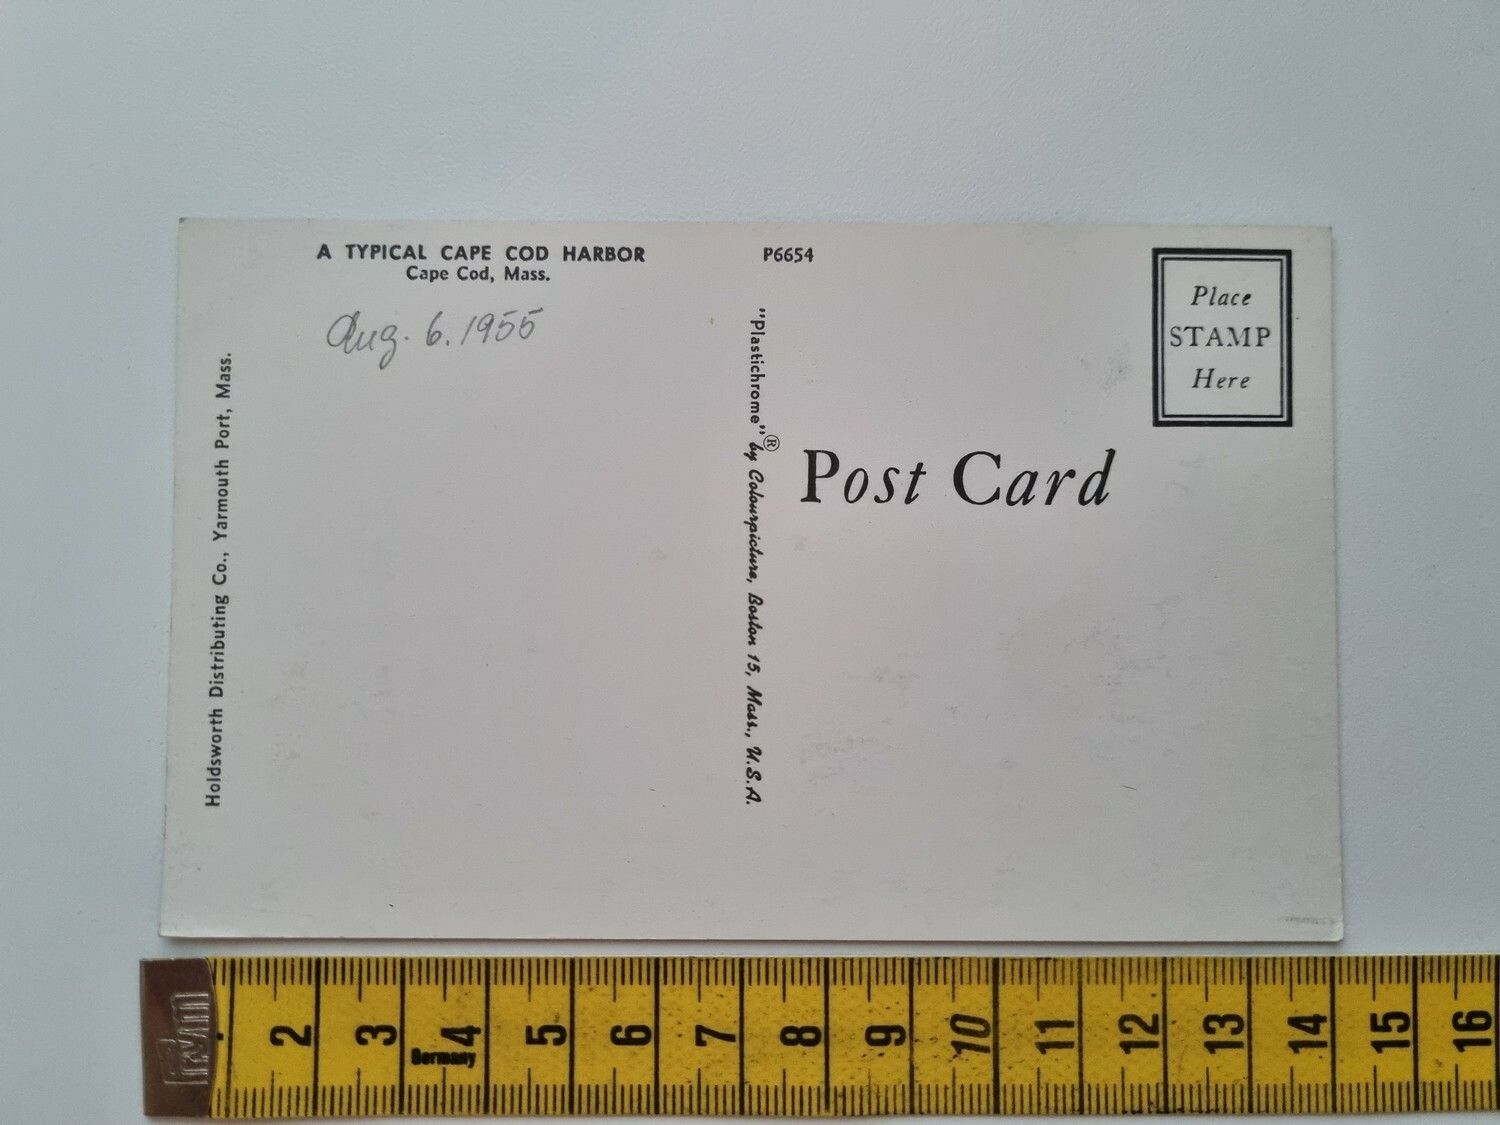 A TYPICAL CAPE COD HARBOR
Cape Cod, Mass.
P6654
Aug. 6. 1955
Place
STAMP
Here
Post Card
"Plastichrome"® by Colourpicture, Boston 15, Mass., U.S.A.
Holdsworth Distributing Co., Yarmouth Port, Mass.
Prym
2 3 4 5 6 7 8 9 10 11 12 13 14 15 16
Germany